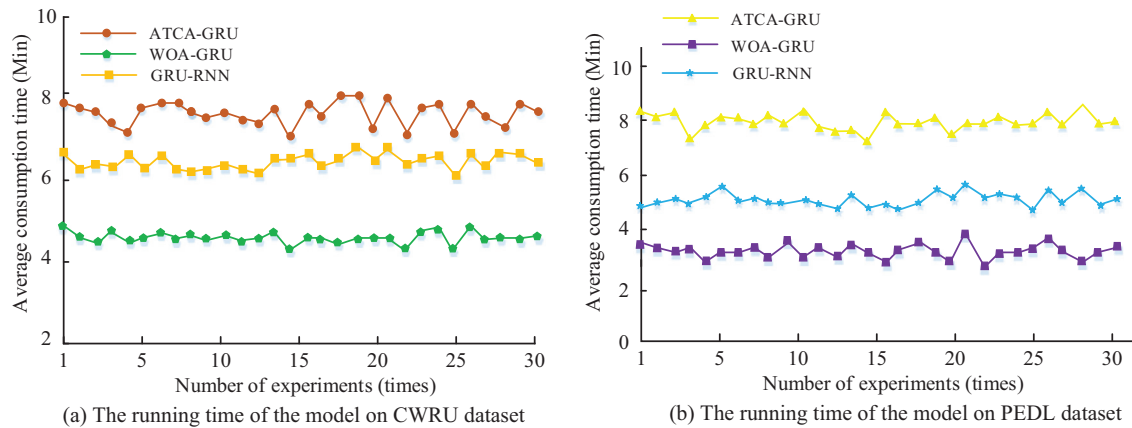 Average consumption time (Min)
10
8
6
4
2
ATCA-GRU
WOA-GRU
GRU-RNN
1 5 10 15 20 25 30
Number of experiments (times)
(a) The running time of the model on CWRU dataset
Average consumption time (Min)
10
8
6
4
2
0
ATCA-GRU
WOA-GRU
GRU-RNN
1 5 10 15 20 25 30
Number of experiments (times)
(b) The running time of the model on PEDL dataset